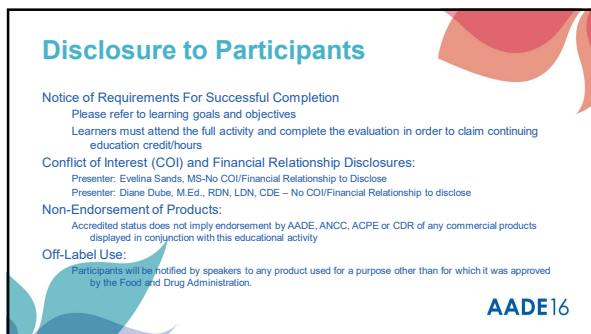 Disclosure to Participants
Notice of Requirements For Successful Completion
Please refer to learning goals and objectives
Learners must attend the full activity and complete the evaluation in order to claim continuing
education credit/hours
Conflict of Interest (COI) and Financial Relationship Disclosures:
Presenter: Evelina Sands, MS-No COI/Financial Relationship to Disclose
Presenter: Diane Dube, M.Ed., RDN, LDN, CDE – No COI/Financial Relationship to disclose
Non-Endorsement of Products:
Accredited status does not imply endorsement by AADE, ANCC, ACPE or CDR of any commercial products
displayed in conjunction with this educational activity
Off-Label Use:
Participants will be notified by speakers to any product used for a purpose other than for which it was approved
by the Food and Drug Administration.
AADE16